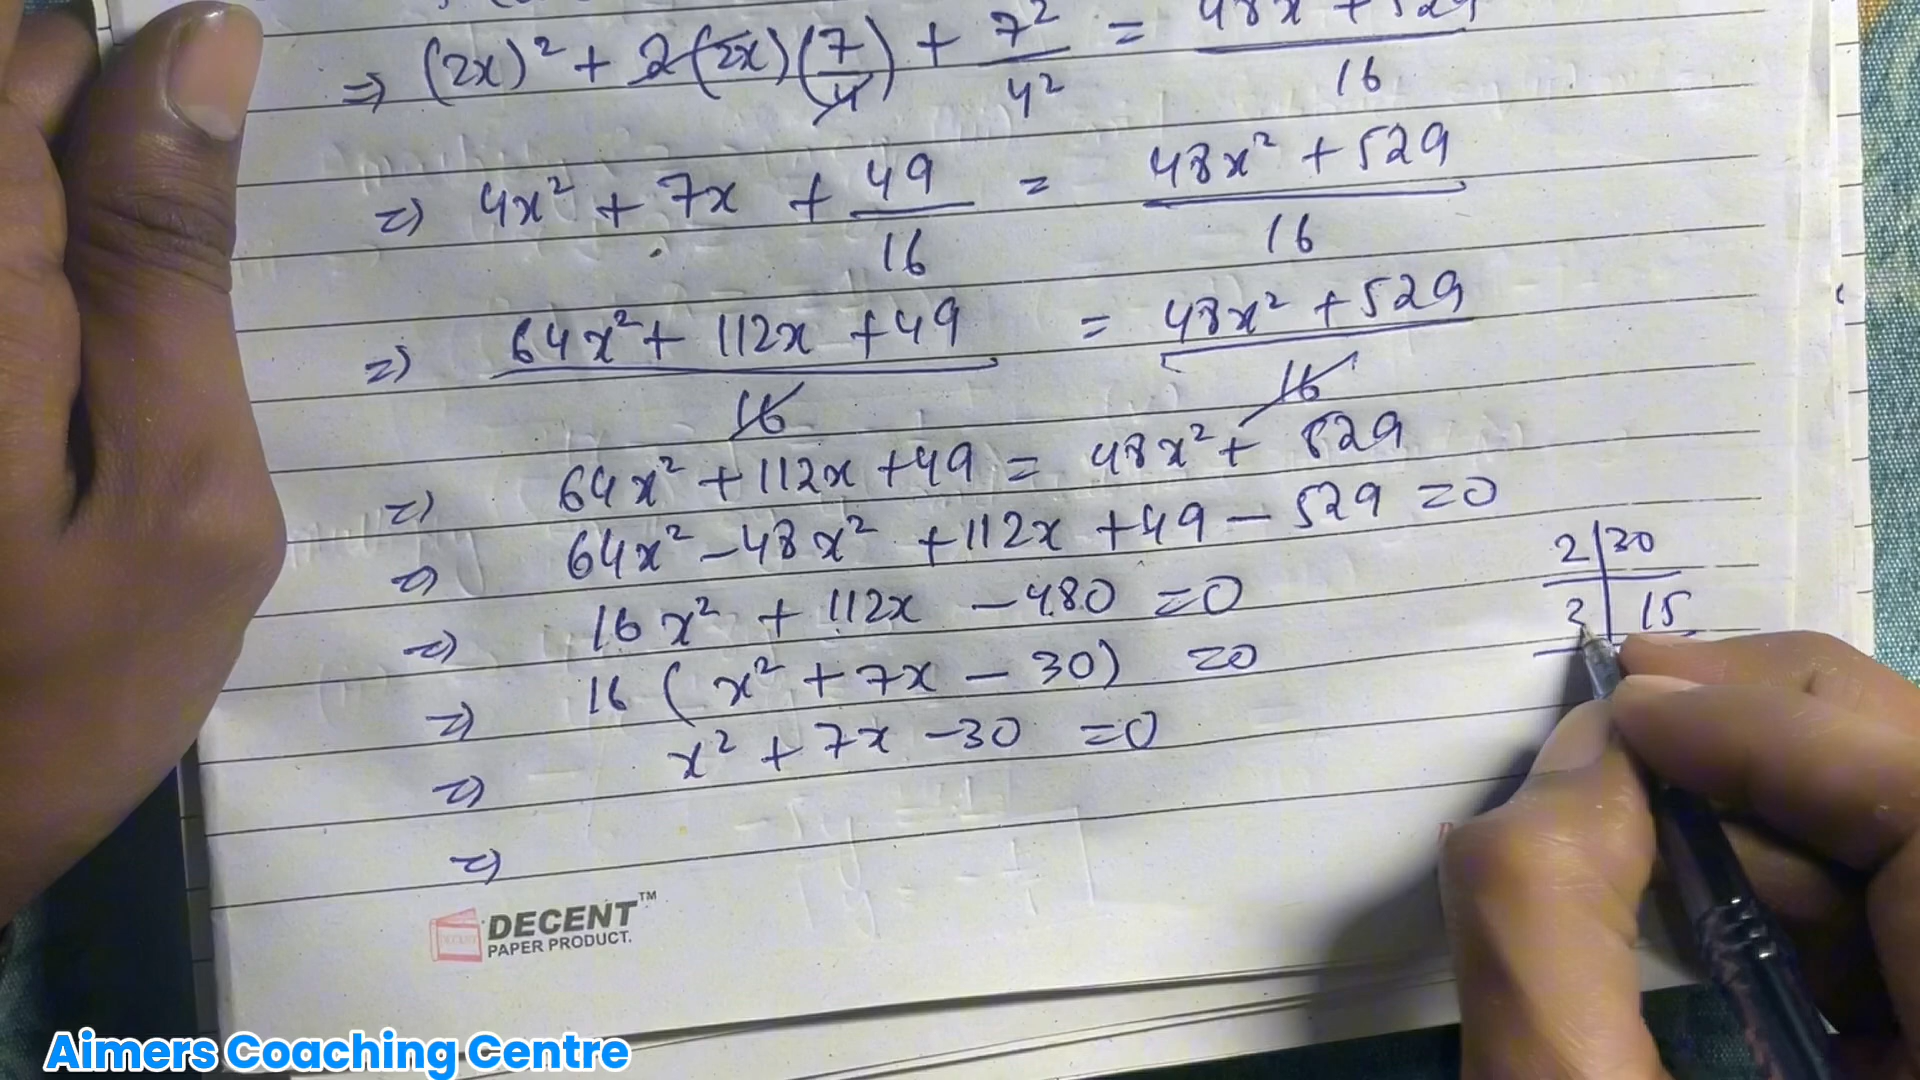 ⇒ (2x)² + 2(2x)(7/4) + 7²/4² = 48x + 529/16
⇒ 4x² + 7x + 49/16 = 48x² + 529/16
⇒ 64x² + 112x + 49/16 = 48x² + 529/16
⇒ 64x² + 112x + 49 = 48x² + 529
⇒ 64x² - 48x² + 112x + 49 - 529 = 0
⇒ 16x² + 112x - 480 = 0
⇒ 16 (x² + 7x - 30) = 0
⇒ x² + 7x - 30 = 0
⇒
2 | 30
3 | 15
DECENT™
PAPER PRODUCT.
Aimers Coaching Centre